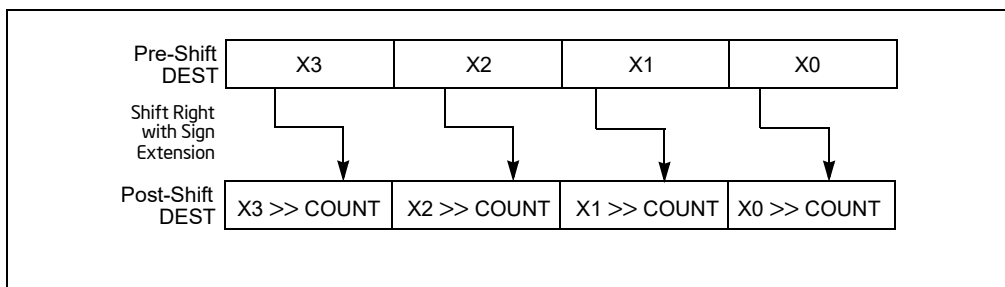 Pre-Shift
DEST
X3 X2 X1 X0
Shift Right
with Sign
Extension
Post-Shift
DEST
X3 >> COUNT X2 >> COUNT X1 >> COUNT X0 >> COUNT